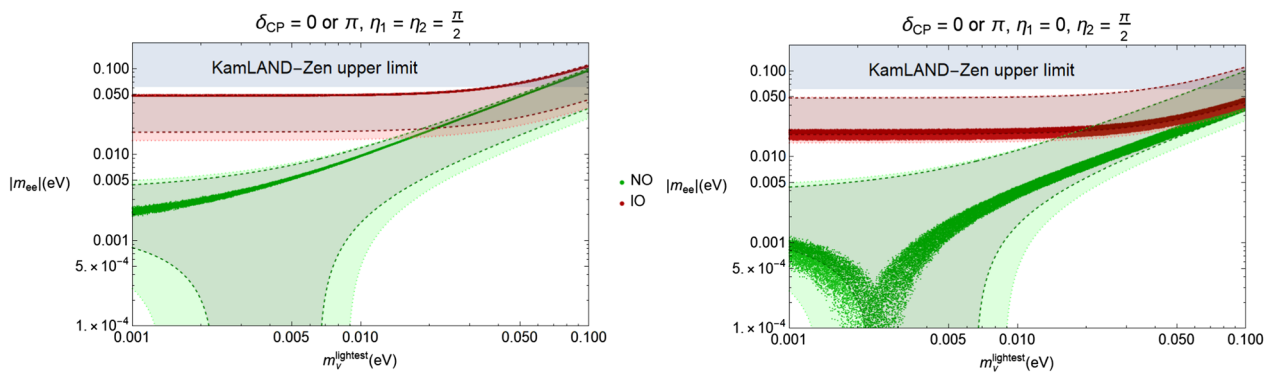 δCP = 0 or π, η1 = η2 = π/2
KamLAND−Zen upper limit
0.100
0.050
0.010
0.005
0.001
5. × 10⁻⁴
1. × 10⁻⁴
|mee|(eV)
0.001
0.005
0.010
0.050
0.100
mνlightest(eV)
NO
IO
δCP = 0 or π, η1 = 0, η2 = π/2
KamLAND−Zen upper limit
0.100
0.050
0.010
0.005
0.001
5. × 10⁻⁴
1. × 10⁻⁴
|mee|(eV)
0.001
0.005
0.010
0.050
0.100
mνlightest(eV)